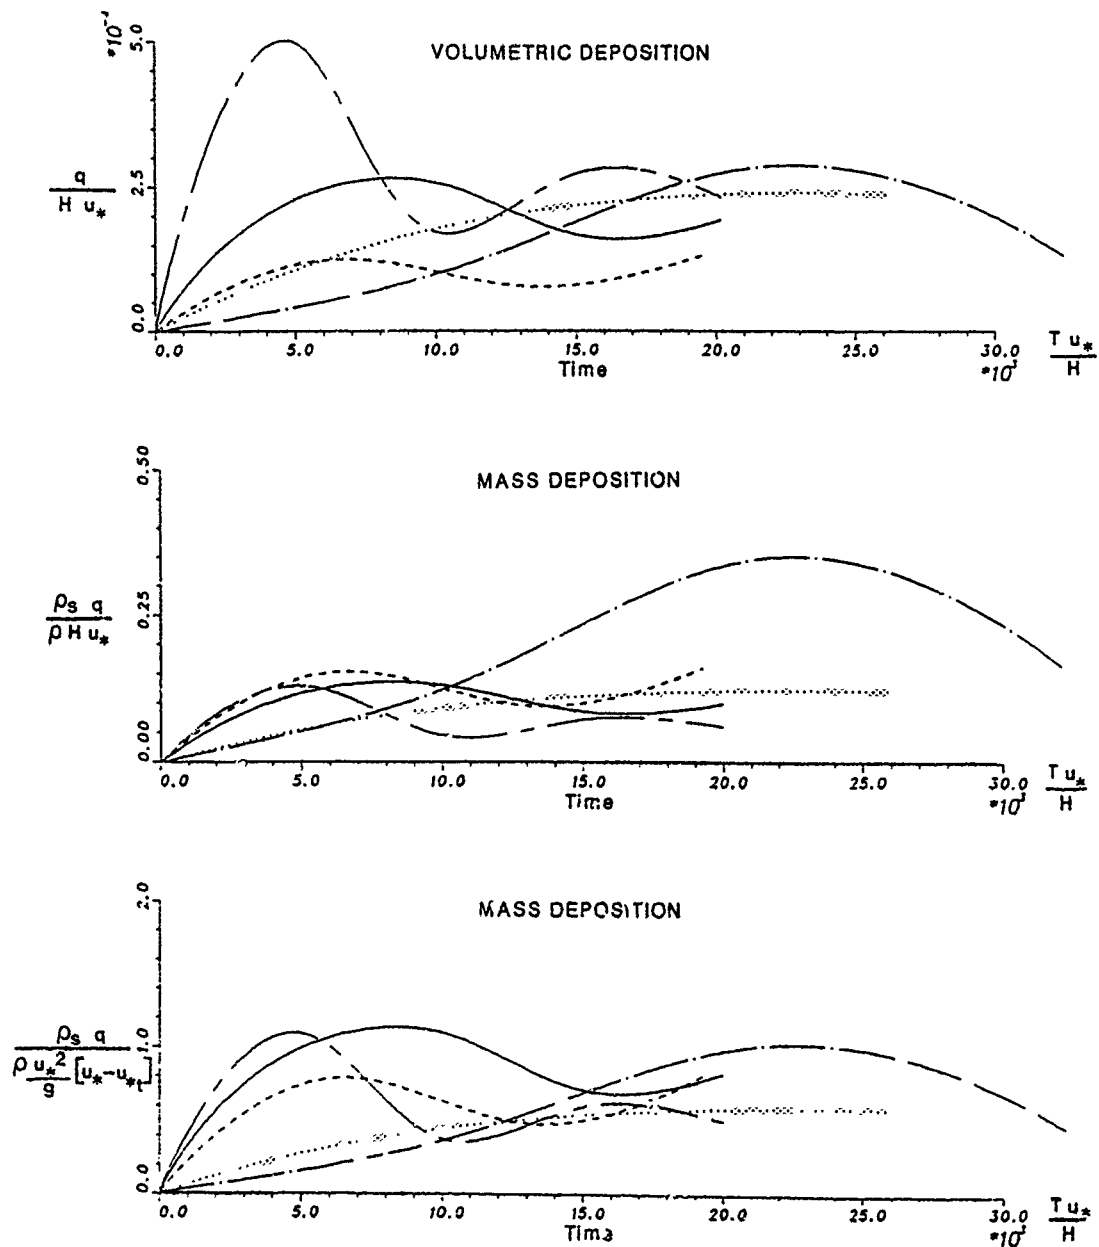 *10⁻⁴
5.0
VOLUMETRIC DEPOSITION
q
H u*
2.5
0.0
0.0 5.0 10.0 15.0 20.0 25.0 30.0
Time
*10³
T u*
H
0.50
MASS DEPOSITION
ρs q
ρ H u*
0.25
0.00
0.0 5.0 10.0 15.0 20.0 25.0 30.0
Time
*10³
T u*
H
2.0
MASS DEPOSITION
ρs q
ρ u*² [u*-u*t]
g
1.0
0.0
0.0 5.0 10.0 15.0 20.0 25.0 30.0
*10³
T u*
H